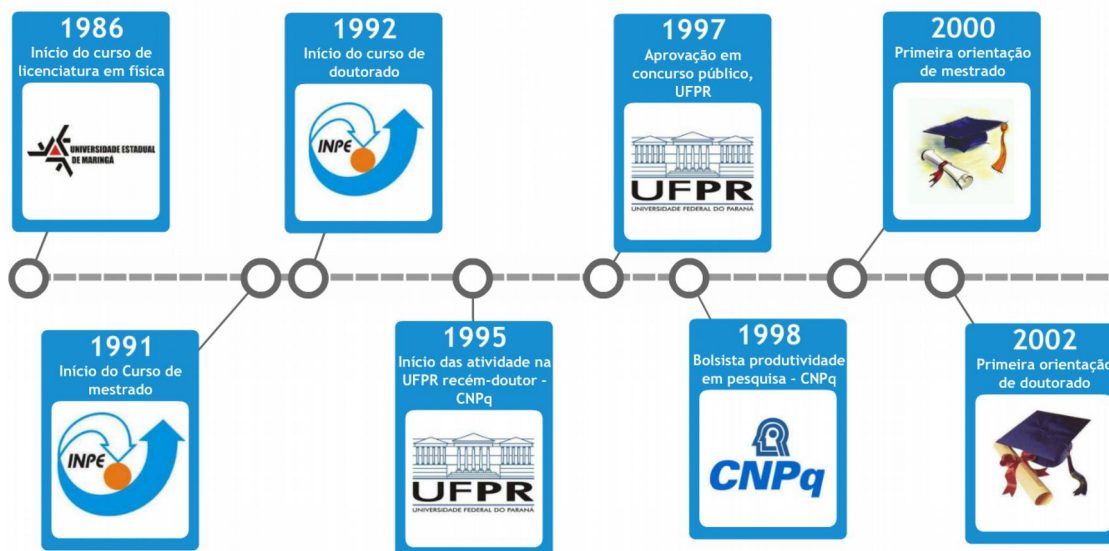 1986
Início do curso de
licenciatura em física
UNIVERSIDADE ESTADUAL
DE MARINGÁ
1991
Início do Curso de
mestrado
INPE
1992
Início do curso de
doutorado
INPE
1995
Início das atividade na
UFPR recém-doutor -
CNPq
UFPR
UNIVERSIDADE FEDERAL DO PARANÁ
1997
Aprovação em
concurso público,
UFPR
UFPR
UNIVERSIDADE FEDERAL DO PARANÁ
1998
Bolsista produtividade
em pesquisa - CNPq
CNPq
2000
Primeira orientação
de mestrado
2002
Primeira orientação
de doutorado